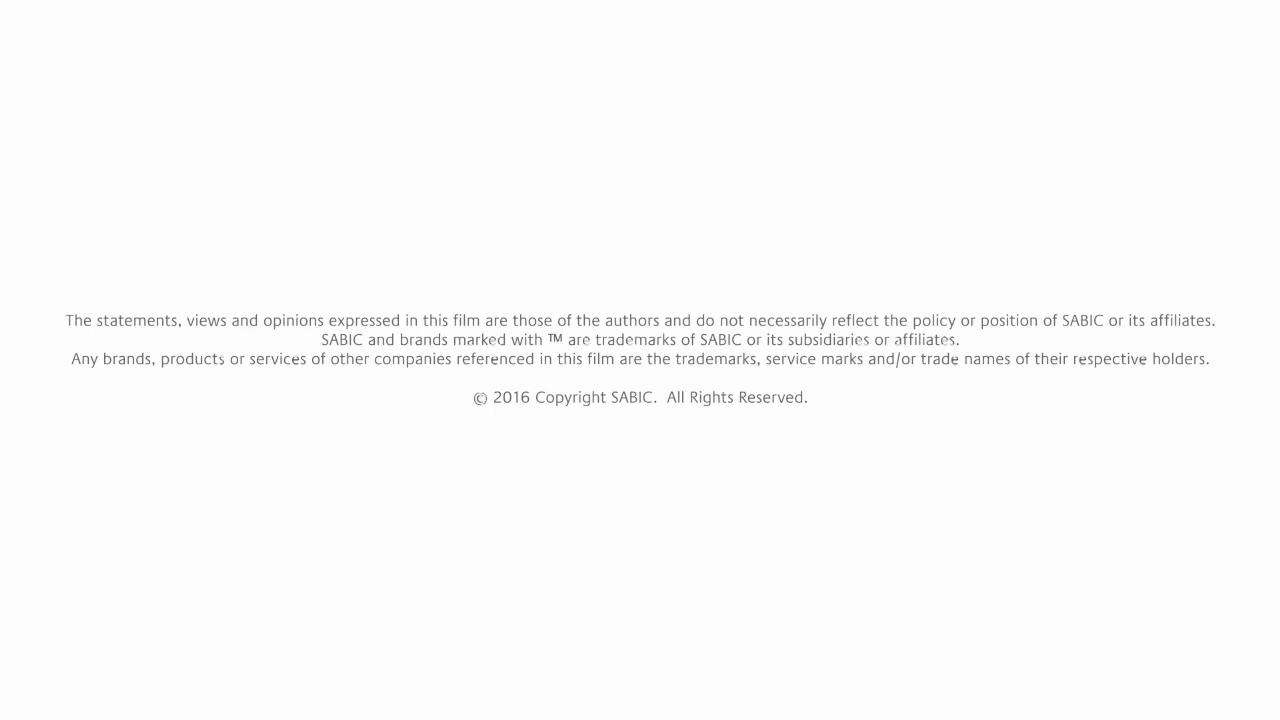 The statements, views and opinions expressed in this film are those of the authors and do not necessarily reflect the policy or position of SABIC or its affiliates.
SABIC and brands marked with ™ are trademarks of SABIC or its subsidiaries or affiliates.
Any brands, products or services of other companies referenced in this film are the trademarks, service marks and/or trade names of their respective holders.
© 2016 Copyright SABIC.  All Rights Reserved.